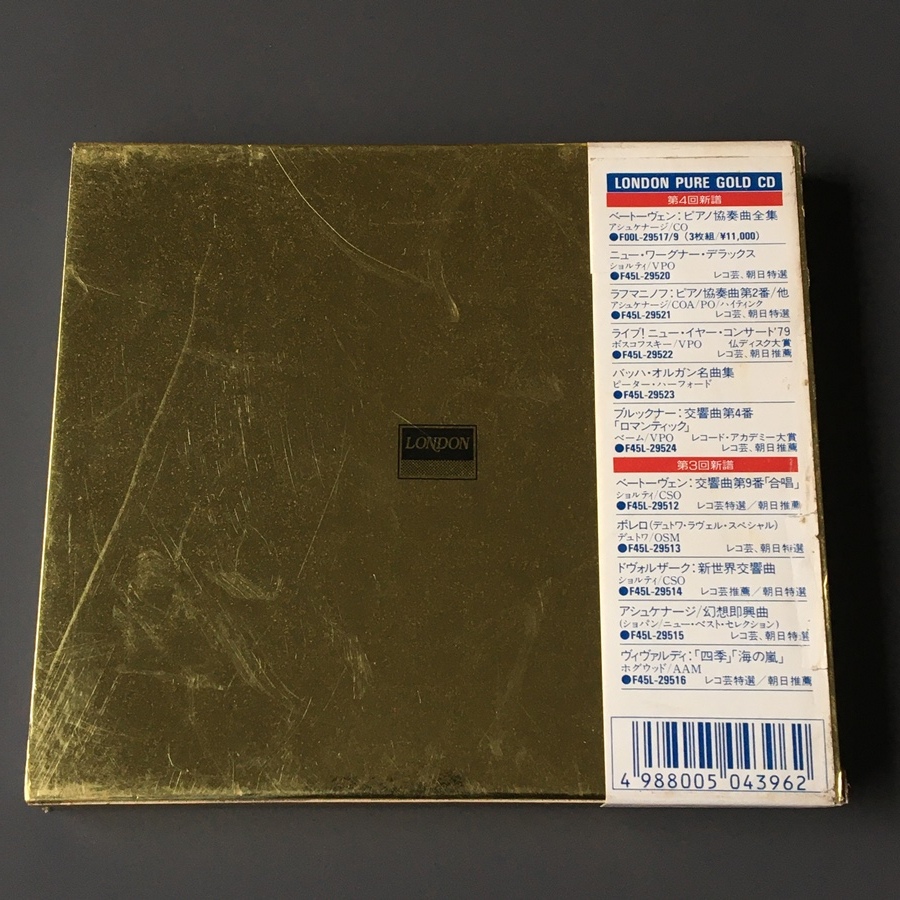 LONDON
LONDON PURE GOLD CD
第4回新譜
ベートーヴェン:ピアノ協奏曲全集
アシュケナージ/CO
●F00L-29517/9 (3枚組/¥11,000)
ニュー・ワーグナー・デラックス
ショルティ/VPO
●F45L-29520 レコ芸、朝日特選
ラフマニノフ:ピアノ協奏曲第2番/他
アシュケナージ/COA/PO/ハイティンク
●F45L-29521 レコ芸、朝日特選
ライブ!ニュー・イヤー・コンサート'79
ボスコフスキー/VPO 仏ディスク大賞
●F45L-29522 レコ芸、朝日推薦
バッハ・オルガン名曲集
ピーター・ハーフォード
●F45L-29523
ブルックナー:交響曲第4番
「ロマンティック」
ベーム/VPO レコード・アカデミー大賞
●F45L-29524 レコ芸、朝日推薦
第3回新譜
ベートーヴェン:交響曲第9番「合唱」
ショルティ/CSO
●F45L-29512 レコ芸特選/朝日推薦
ボレロ(デュトワ・ラヴェル・スペシャル)
デュトワ/OSM
●F45L-29513 レコ芸、朝日特選
ドヴォルザーク:新世界交響曲
ショルティ/CSO
●F45L-29514 レコ芸推薦/朝日特選
アシュケナージ/幻想即興曲
(ショパン/ニュー・ベスト・セレクション)
●F45L-29515 レコ芸、朝日特選
ヴィヴァルディ:「四季」「海の嵐」
ホグウッド/AAM
●F45L-29516 レコ芸特選/朝日推薦
4 988005 043962